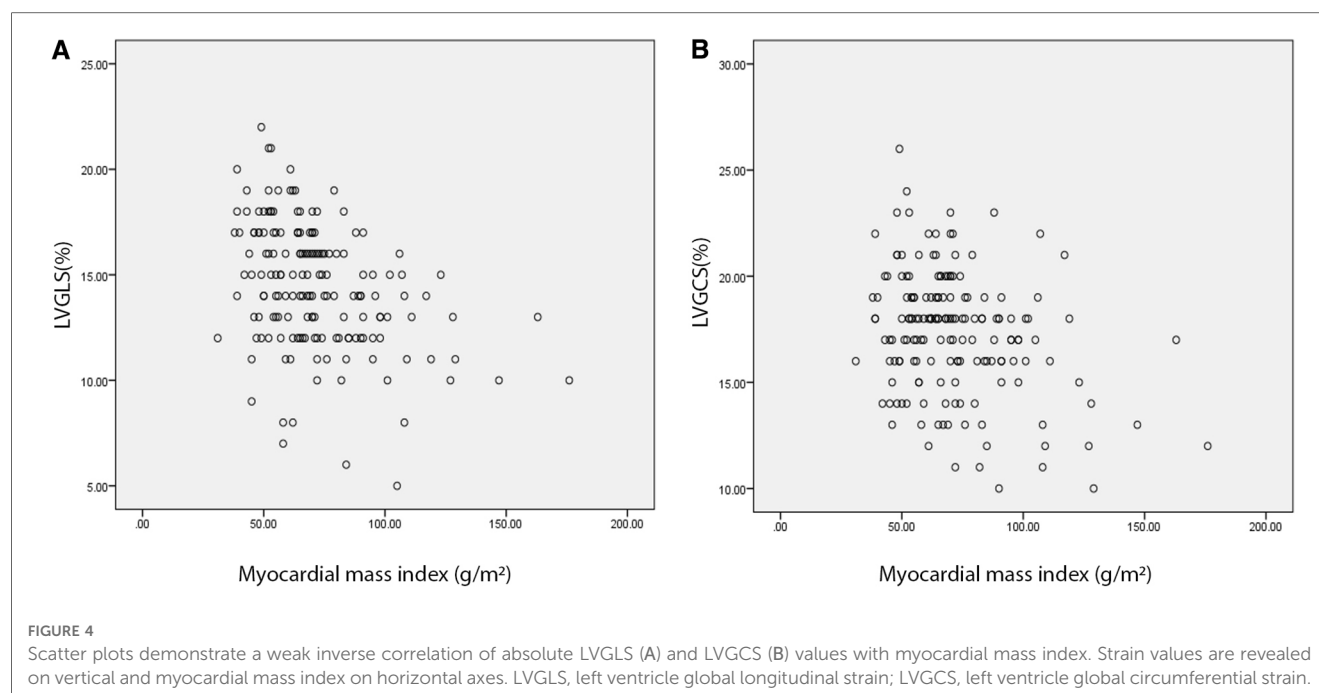 A
25.00
20.00
15.00
10.00
5.00
LVGLS(%)
.00 50.00 100.00 150.00 200.00
Myocardial mass index (g/m²)
B
30.00
25.00
20.00
15.00
10.00
LVGCS(%)
.00 50.00 100.00 150.00 200.00
Myocardial mass index (g/m²)
FIGURE 4
Scatter plots demonstrate a weak inverse correlation of absolute LVGLS (A) and LVGCS (B) values with myocardial mass index. Strain values are revealed
on vertical and myocardial mass index on horizontal axes. LVGLS, left ventricle global longitudinal strain; LVGCS, left ventricle global circumferential strain.